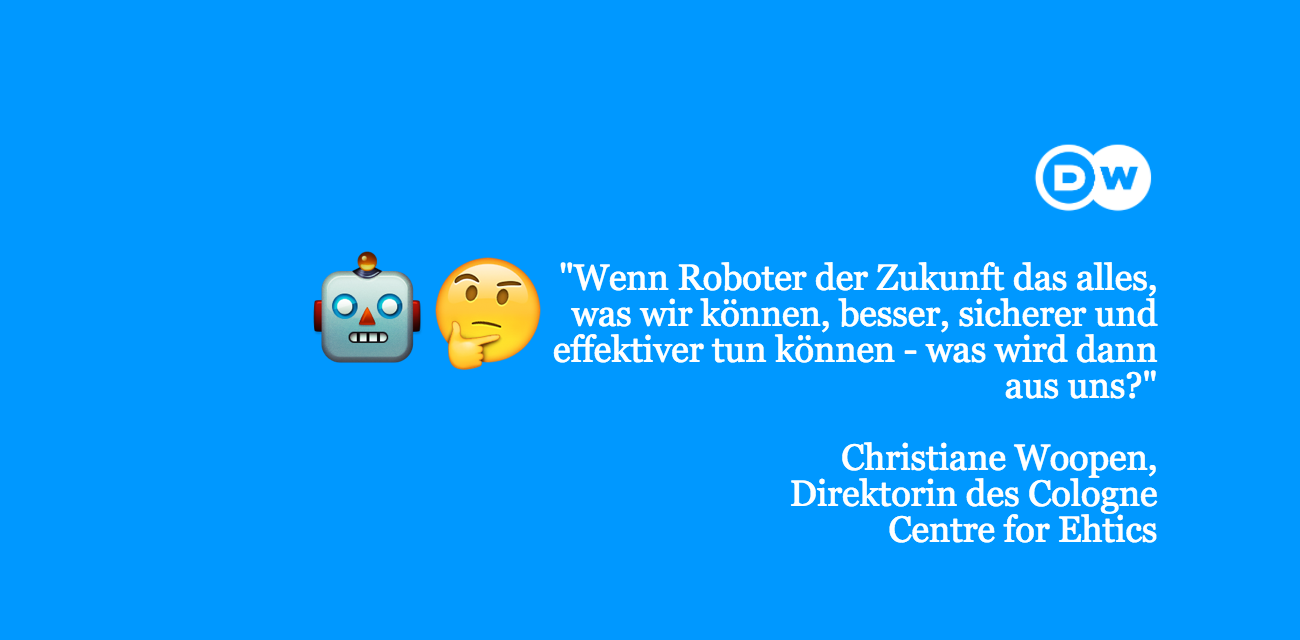 DW
"Wenn Roboter der Zukunft das alles,
was wir können, besser, sicherer und
effektiver tun können - was wird dann
aus uns?"
Christiane Woopen,
Direktorin des Cologne
Centre for Ehtics